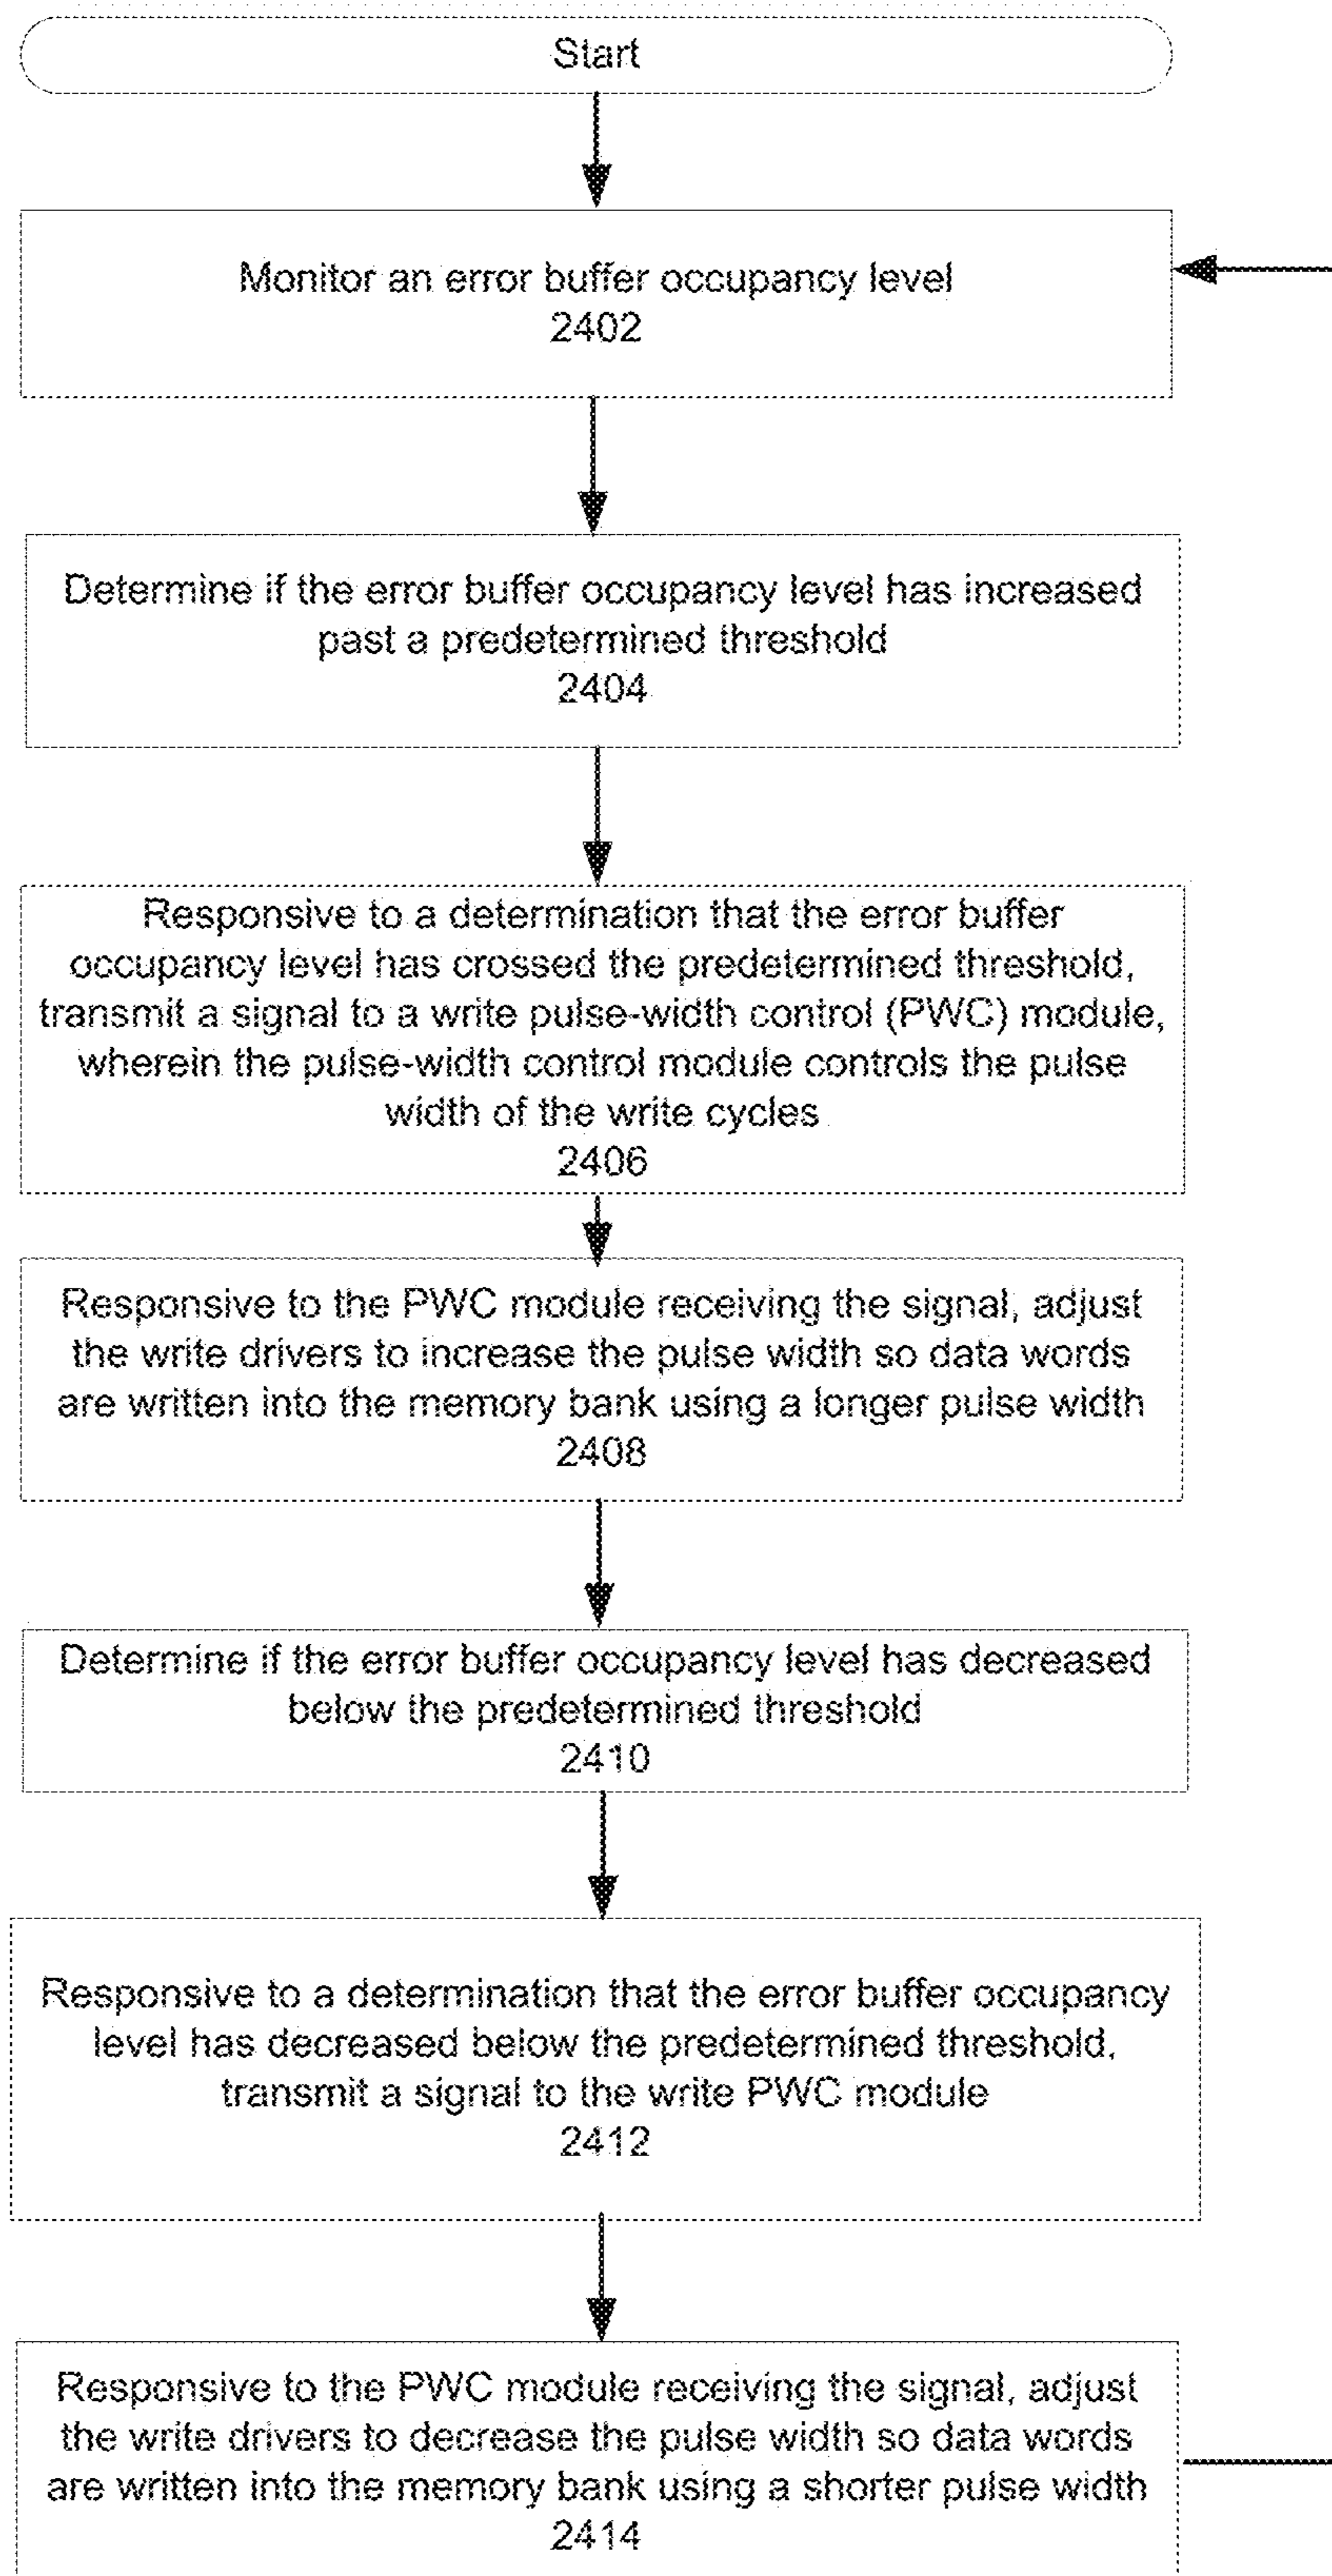 Start
Monitor an error buffer occupancy level
2402
Determine if the error buffer occupancy level has increased
past a predetermined threshold
2404
Responsive to a determination that the error buffer
occupancy level has crossed the predetermined threshold,
transmit a signal to a write pulse-width control (PWC) module,
wherein the pulse-width control module controls the pulse
width of the write cycles
2406
Responsive to the PWC module receiving the signal, adjust
the write drivers to increase the pulse width so data words
are written into the memory bank using a longer pulse width
2408
Determine if the error buffer occupancy level has decreased
below the predetermined threshold
2410
Responsive to a determination that the error buffer occupancy
level has decreased below the predetermined threshold,
transmit a signal to the write PWC module
2412
Responsive to the PWC module receiving the signal, adjust
the write drivers to decrease the pulse width so data words
are written into the memory bank using a shorter pulse width
2414